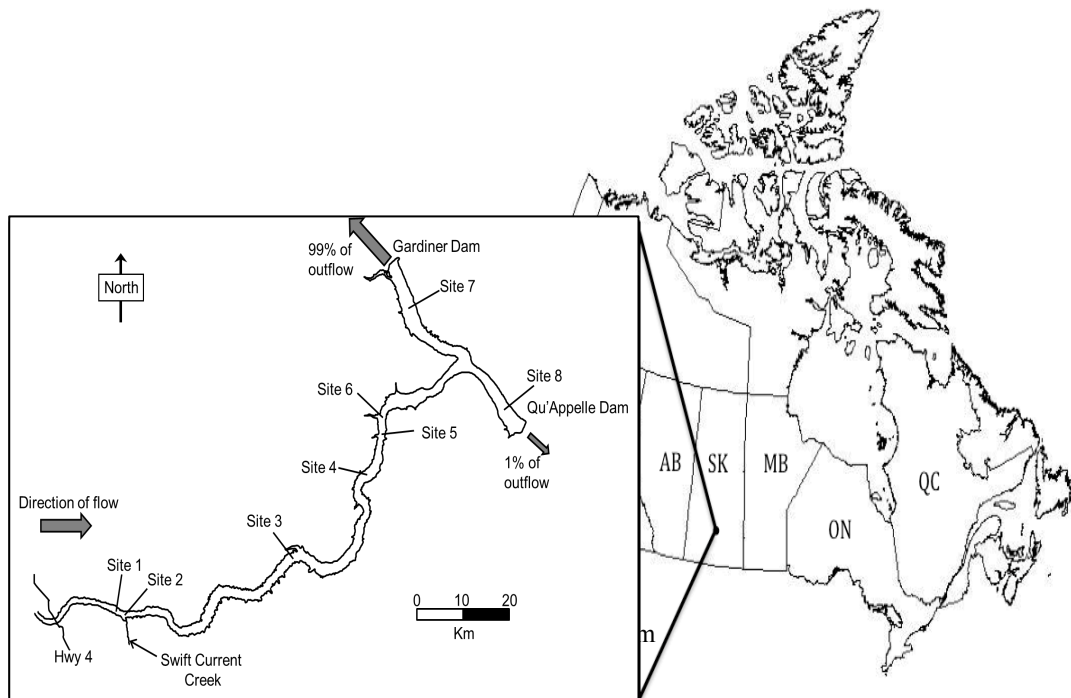 99% of
outflow
Gardiner Dam
North
Site 7
Site 6
Site 8
Qu'Appelle Dam
Site 5
Site 4
1% of
outflow
Direction of flow
Site 3
Site 1
Site 2
0 10 20
Km
Hwy 4
Swift Current
Creek
AB
SK
MB
ON
QC
m